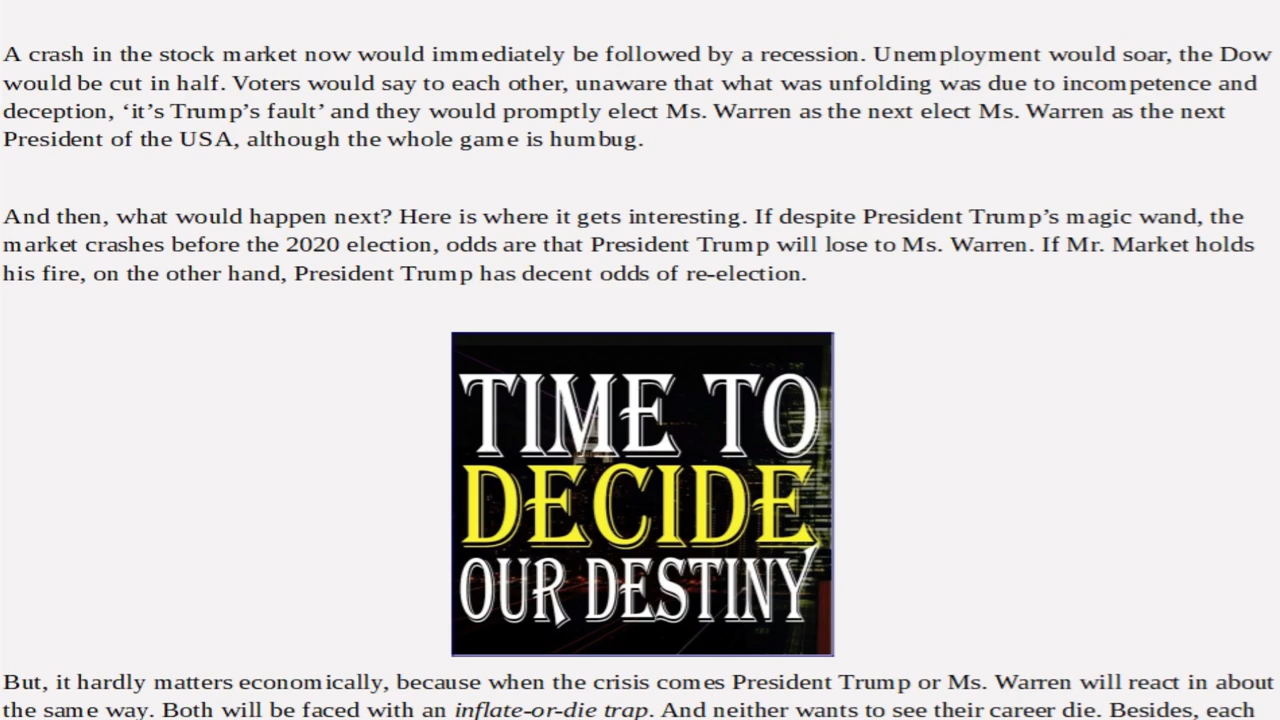 A crash in the stock market now would immediately be followed by a recession. Unemployment would soar, the Dow
would be cut in half. Voters would say to each other, unaware that what was unfolding was due to incompetence and
deception, ‘it’s Trump’s fault’ and they would promptly elect Ms. Warren as the next elect Ms. Warren as the next
President of the USA, although the whole game is humbug.
And then, what would happen next? Here is where it gets interesting. If despite President Trump’s magic wand, the
market crashes before the 2020 election, odds are that President Trump will lose to Ms. Warren. If Mr. Market holds
his fire, on the other hand, President Trump has decent odds of re-election.
TIME TO
DECIDE
OUR DESTINY
But, it hardly matters economically, because when the crisis comes President Trump or Ms. Warren will react in about
the same way. Both will be faced with an inflate-or-die trap. And neither wants to see their career die. Besides, each